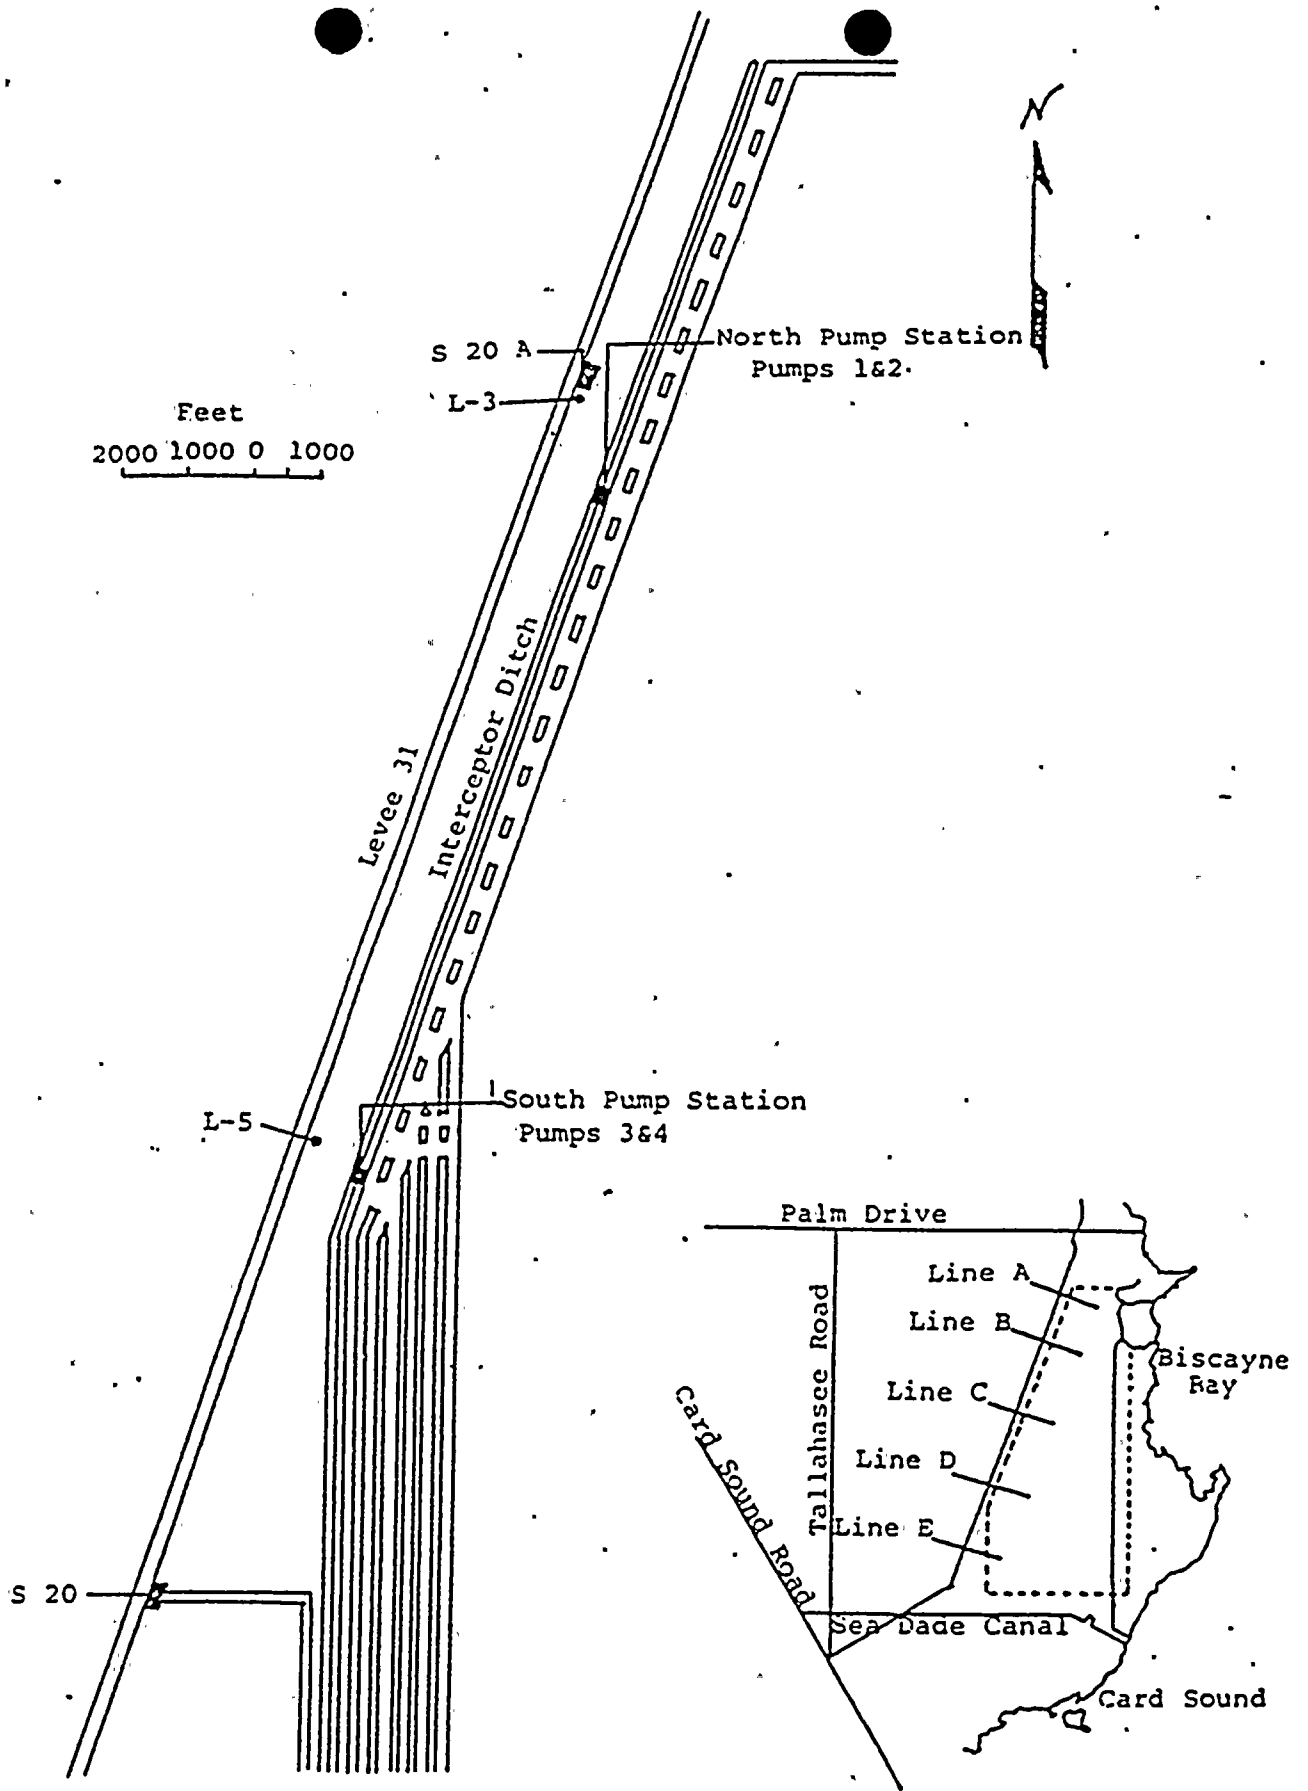 N
S 20 A
North Pump Station
Pumps 1&2
L-3
Feet
2000 1000 0 1000
Interceptor Ditch
Levee 31
L-5
South Pump Station
Pumps 3&4
S 20
Palm Drive
Line A
Line B
Tallahasee Road
Biscayne
Bay
Line C
Card Sound Road
Line D
Line E
Sea Dade Canal
Card Sound